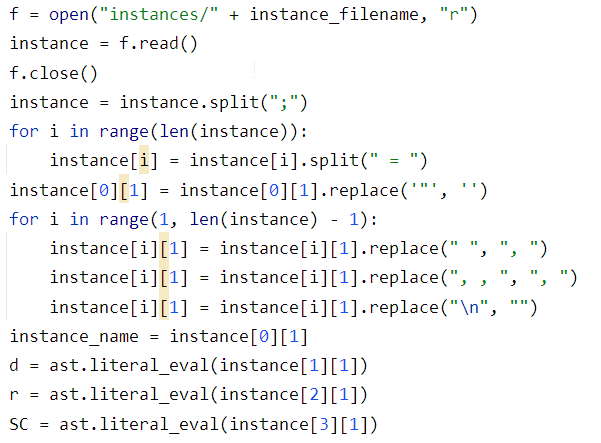 f = open("instances/" + instance_filename, "r")
instance = f.read()
f.close()
instance = instance.split(";")
for i in range(len(instance)):
    instance[i] = instance[i].split(" = ")
instance[0][1] = instance[0][1].replace('"', '')
for i in range(1, len(instance) - 1):
    instance[i][1] = instance[i][1].replace(" ", ", ")
    instance[i][1] = instance[i][1].replace(", , ", ", ")
    instance[i][1] = instance[i][1].replace("\n", "")
instance_name = instance[0][1]
d = ast.literal_eval(instance[1][1])
r = ast.literal_eval(instance[2][1])
SC = ast.literal_eval(instance[3][1])